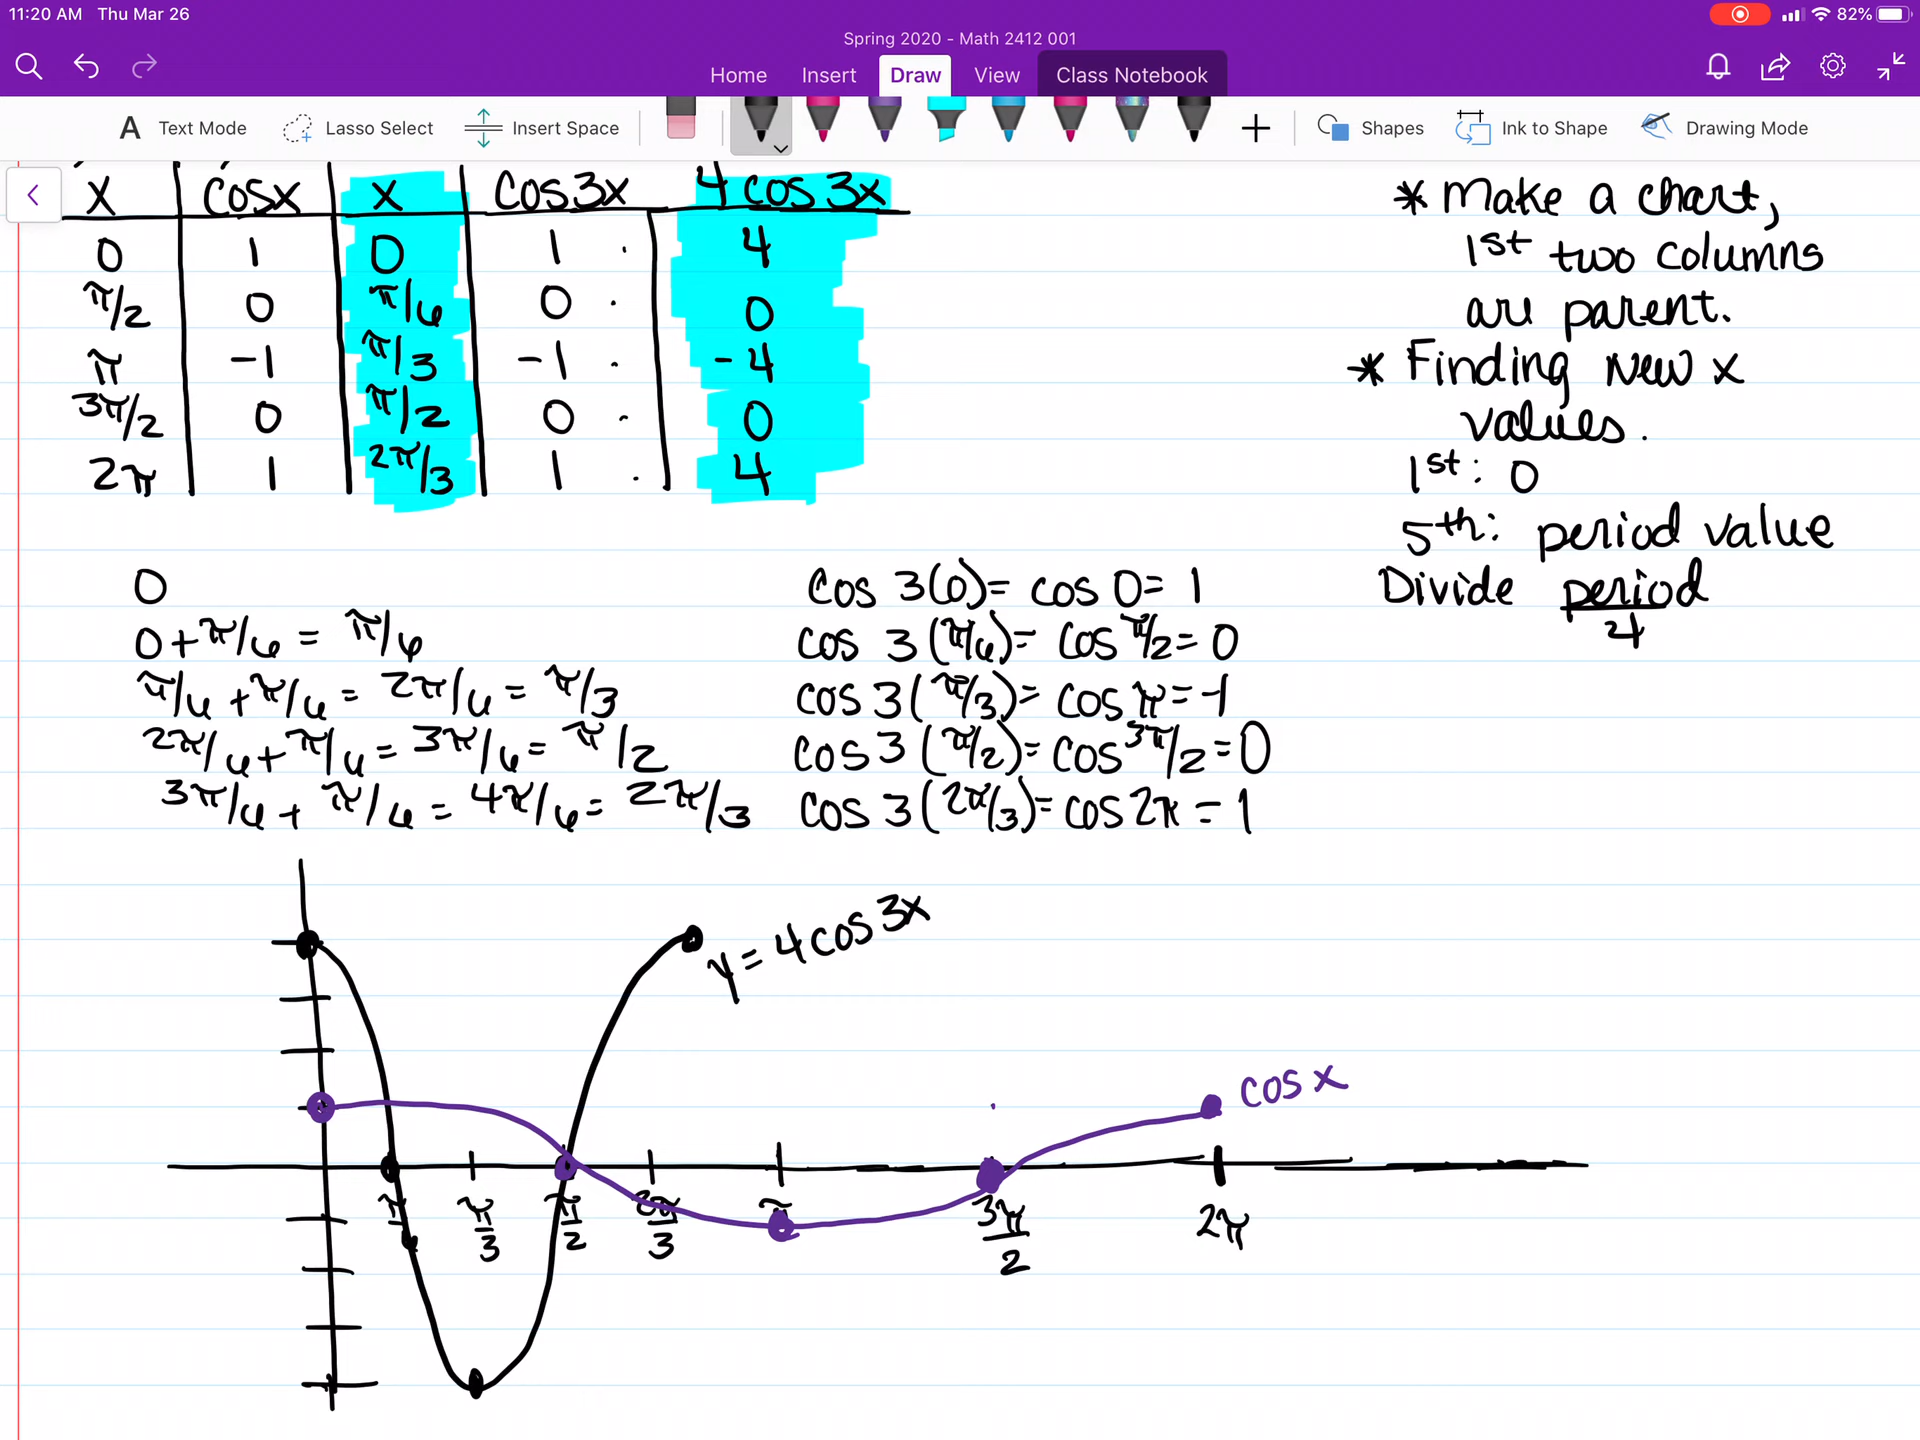 11:20 AM Thu Mar 26
82%
Spring 2020 - Math 2412 001
Home Insert Draw View Class Notebook
A Text Mode Lasso Select Insert Space Shapes Ink to Shape Drawing Mode
x cosx x cos3x 4 cos 3x
0 1 0 1 4
π/2 0 π/6 0 0
π -1 π/3 -1 -4
3π/2 0 π/2 0 0
2π 1 2π/3 1 4
* Make a chart,
1st two columns
are parent.
* Finding New x
values.
1st: 0
5th: period value
Divide period/4
0
0 + π/6 = π/6
π/6 + π/6 = 2π/6 = π/3
2π/6 + π/6 = 3π/6 = π/2
3π/6 + π/6 = 4π/6 = 2π/3
cos 3(0) = cos 0 = 1
cos 3(π/6) = cos π/2 = 0
cos 3(π/3) = cos π = -1
cos 3(π/2) = cos 3π/2 = 0
cos 3(2π/3) = cos 2π = 1
y = 4cos3x
cos x
π/6 π/3 π/2 2π/3 π 3π/2 2π